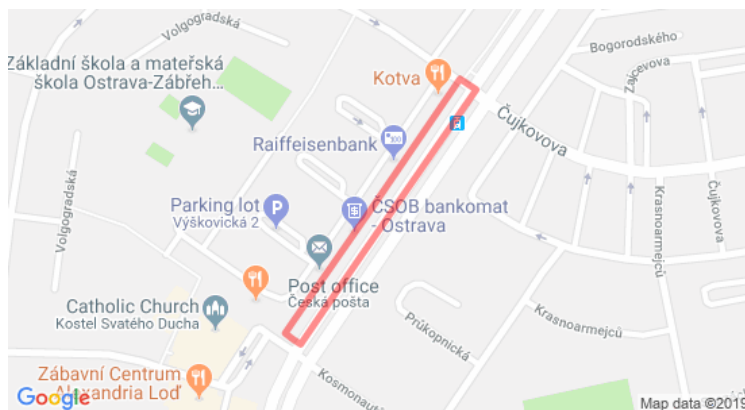 Volgogradská
Bogorodského
Základní škola a mateřská
škola Ostrava-Zábřeh...
Kotva
Zajcevova
Čujkovova
Raiffeisenbank
Volgogradská
Parking lot
Výškovická 2
ČSOB bankomat
- Ostrava
Krasnoarmejců
Čujkovova
Post office
Česká pošta
Catholic Church
Kostel Svatého Ducha
Průkopnická
Krasnoarmejců
Zábavní Centrum
Alexandria Loď
Kosmonautů
Google
Map data ©2019